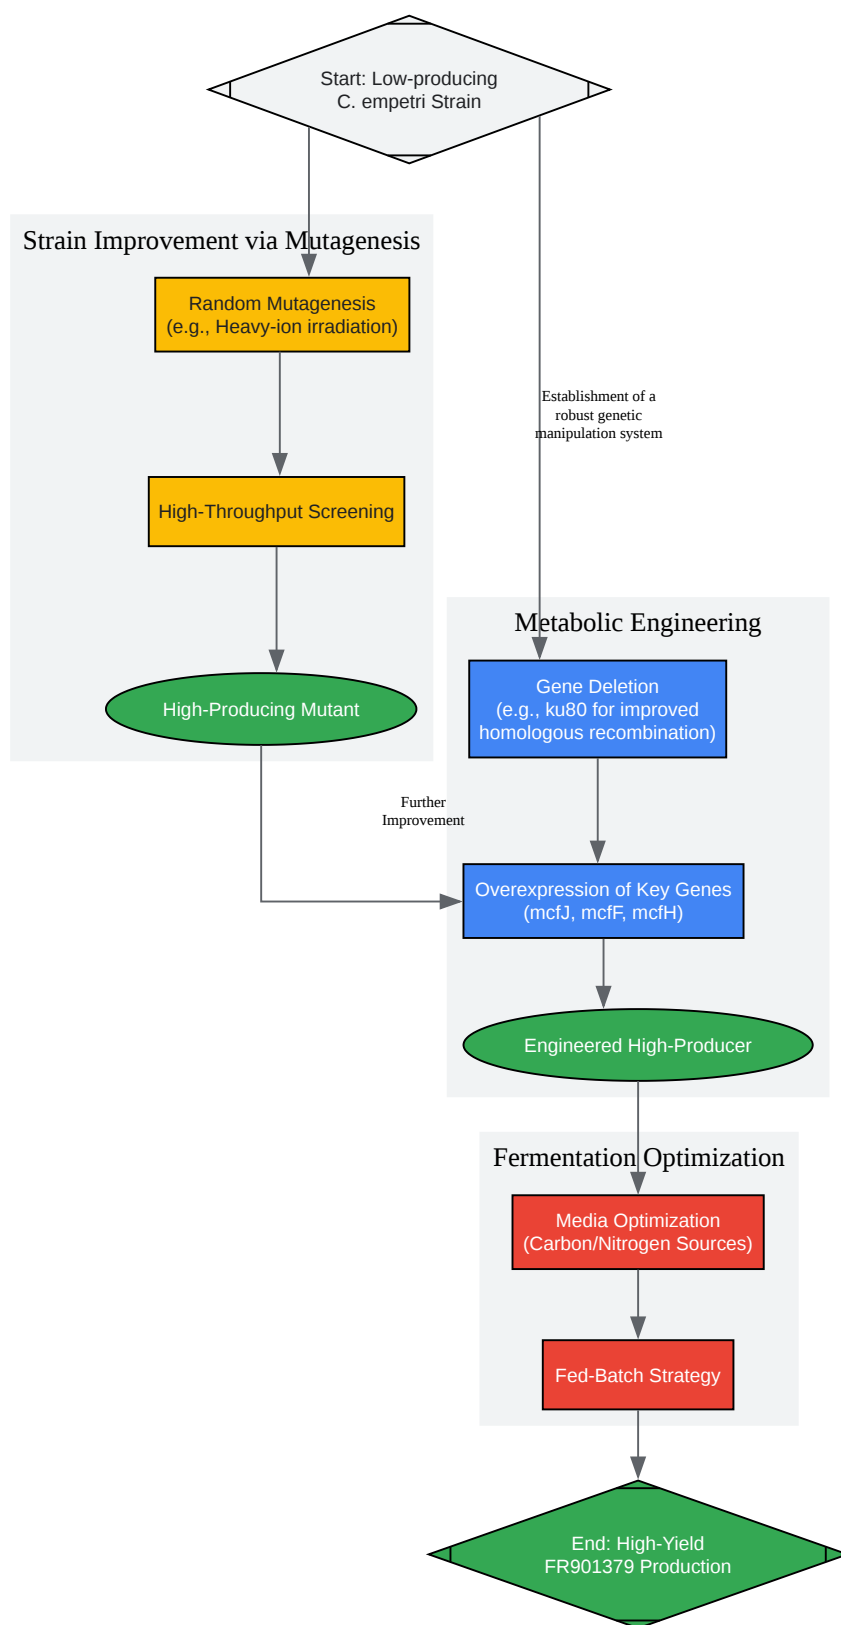 Start: Low-producing
C. empetri Strain
Strain Improvement via Mutagenesis
Random Mutagenesis
(e.g., Heavy-ion irradiation)
Establishment of a
robust genetic
manipulation system
High-Throughput Screening
Metabolic Engineering
Gene Deletion
(e.g., ku80 for improved
homologous recombination)
High-Producing Mutant
Further
Improvement
Overexpression of Key Genes
(mcfJ, mcfF, mcfH)
Engineered High-Producer
Fermentation Optimization
Media Optimization
(Carbon/Nitrogen Sources)
Fed-Batch Strategy
End: High-Yield
FR901379 Production